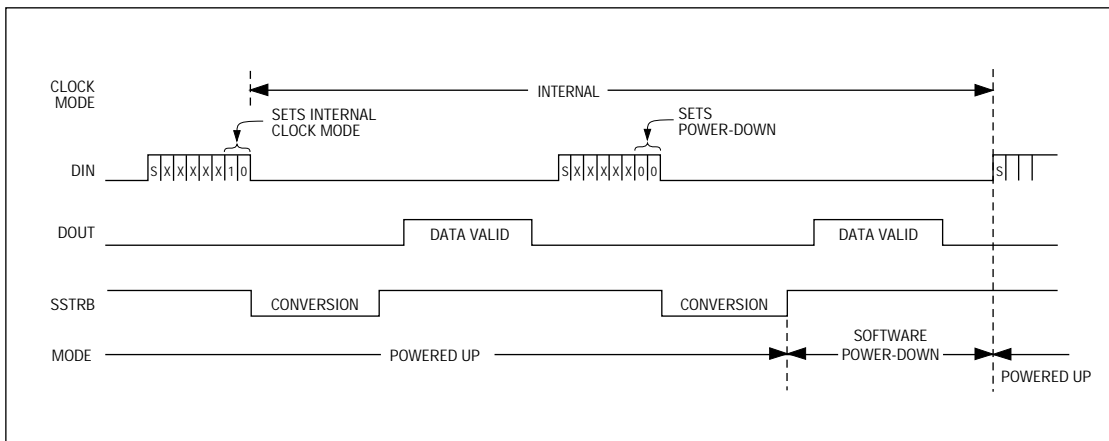 CLOCK
MODE
INTERNAL
SETS INTERNAL
CLOCK MODE
SETS
POWER-DOWN
DIN
S X X X X X 1 0
S X X X X X 0 0
S
DOUT
DATA VALID
DATA VALID
SSTRB
CONVERSION
CONVERSION
MODE
POWERED UP
SOFTWARE
POWER-DOWN
POWERED UP